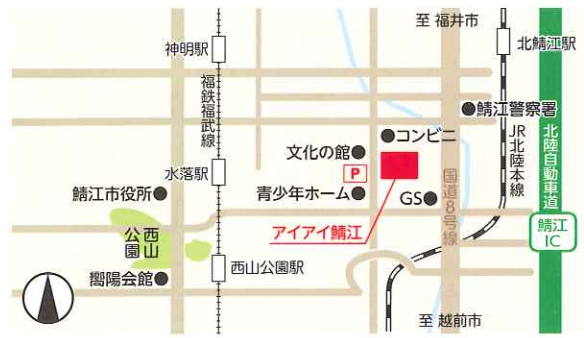 至 福井市
神明駅
北鯖江駅
福鉄福武線
鯖江警察署
コンビニ
文化の館
P
JR北陸本線
北陸自動車道
水落駅
国道8号線
鯖江市役所
青少年ホーム
GS
アイアイ鯖江
鯖江
IC
西山
公園
西山公園駅
嚮陽会館
至 越前市